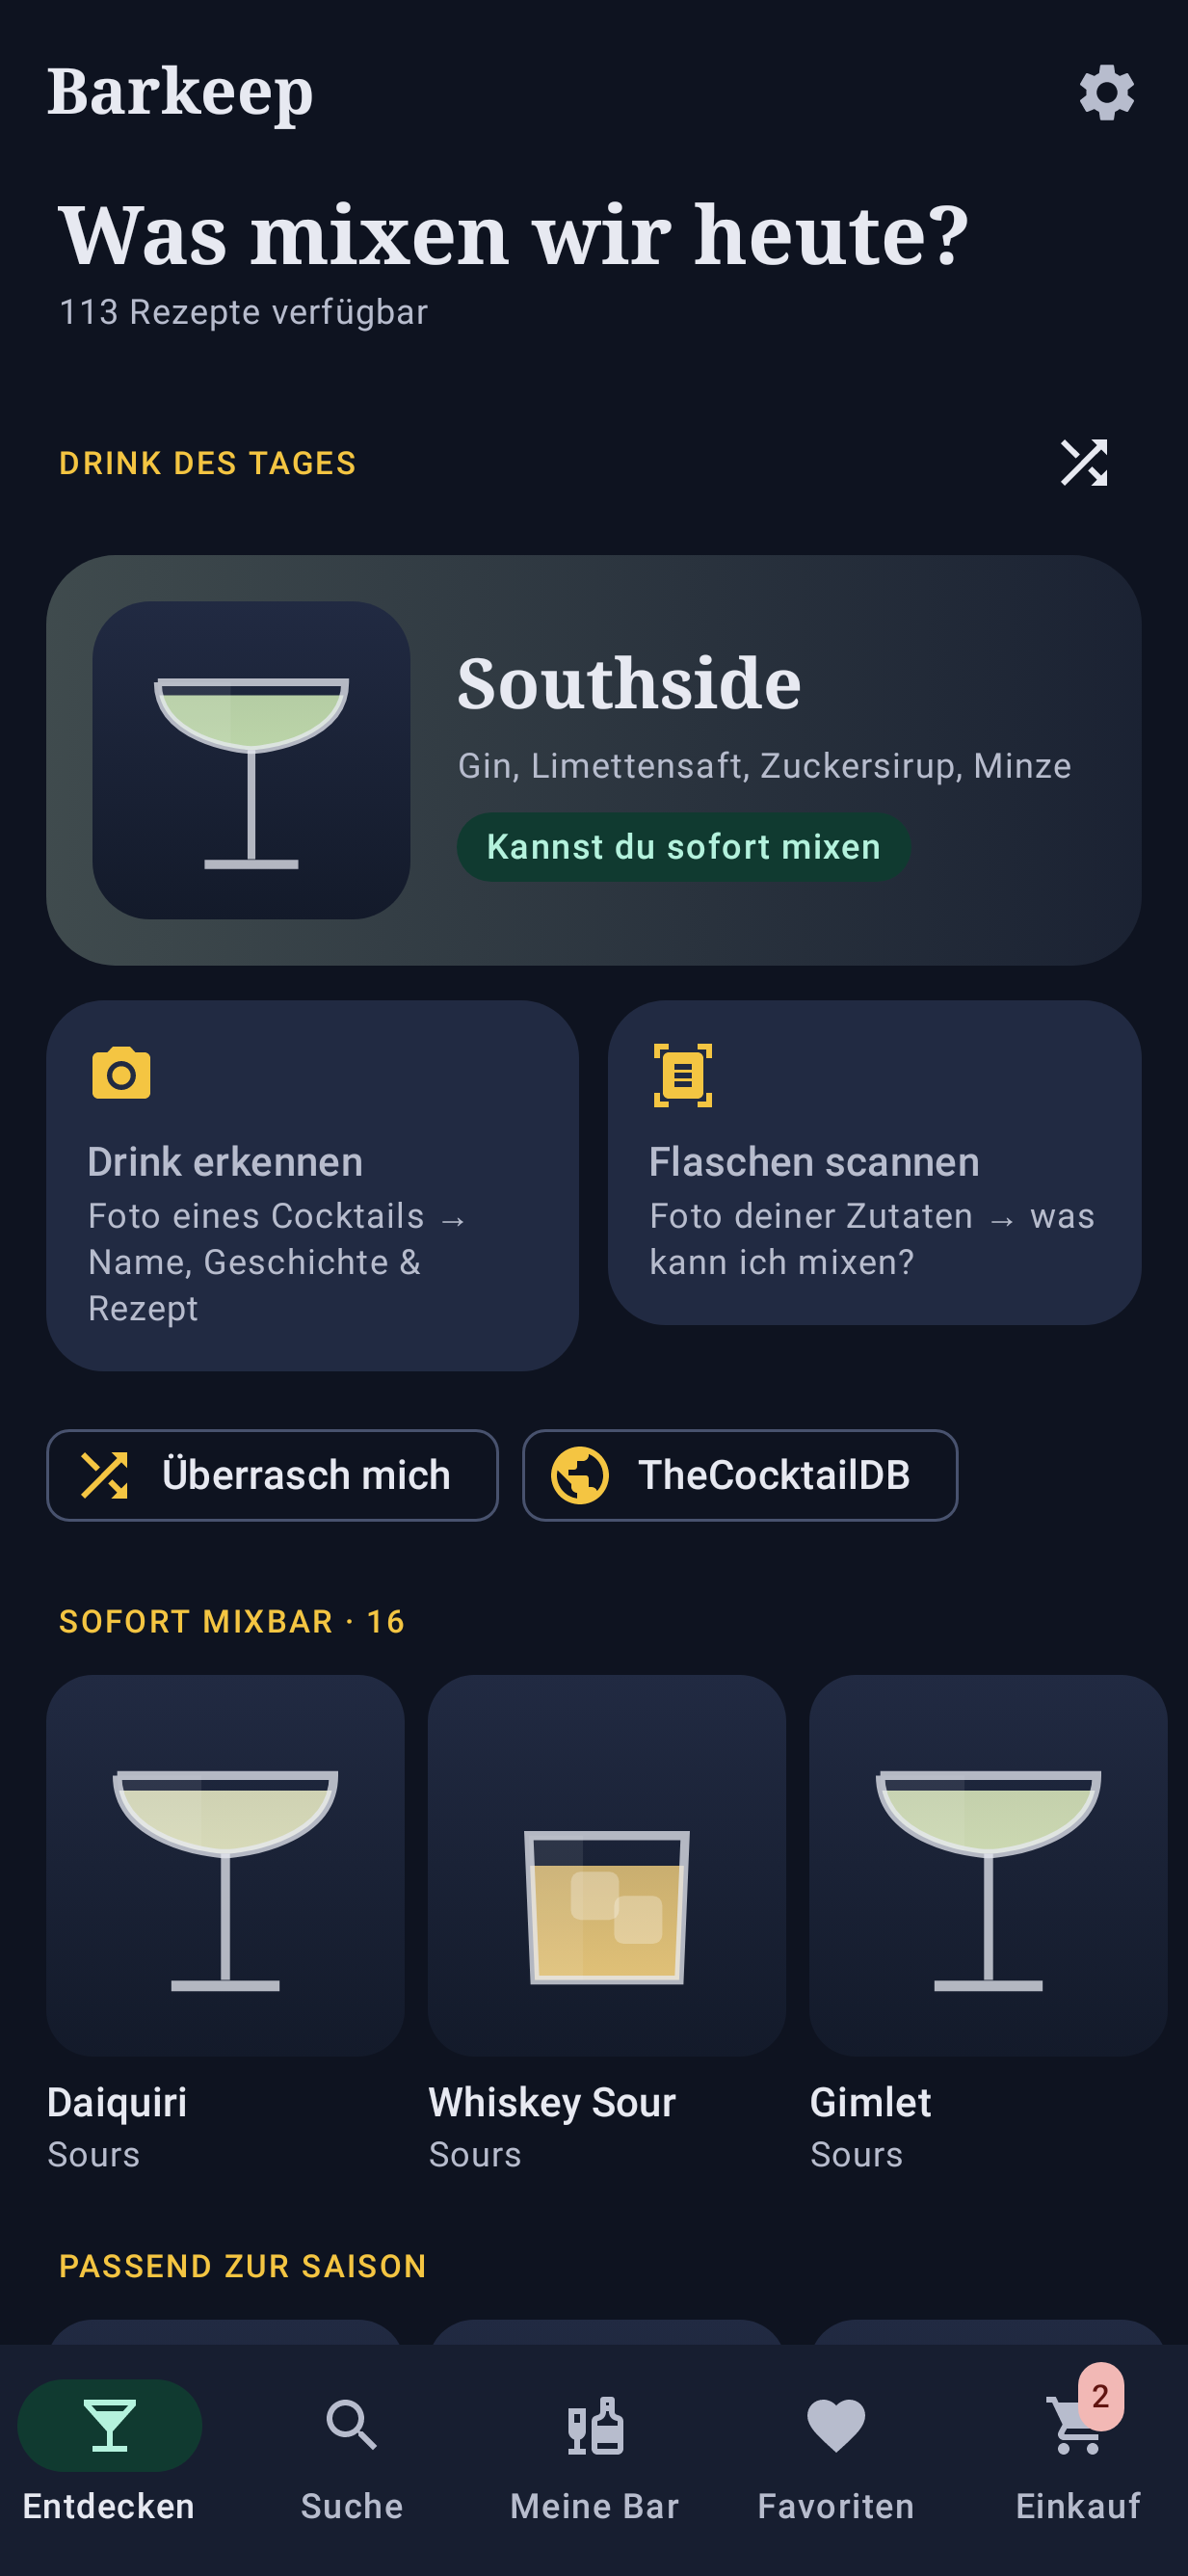 Barkeep
Was mixen wir heute?
113 Rezepte verfügbar
DRINK DES TAGES
Southside
Gin, Limettensaft, Zuckersirup, Minze
Kannst du sofort mixen
Drink erkennen
Foto eines Cocktails →
Name, Geschichte &
Rezept
Flaschen scannen
Foto deiner Zutaten → was
kann ich mixen?
Überrasch mich
TheCocktailDB
SOFORT MIXBAR · 16
Daiquiri
Sours
Whiskey Sour
Sours
Gimlet
Sours
PASSEND ZUR SAISON
2
Entdecken
Suche
Meine Bar
Favoriten
Einkauf